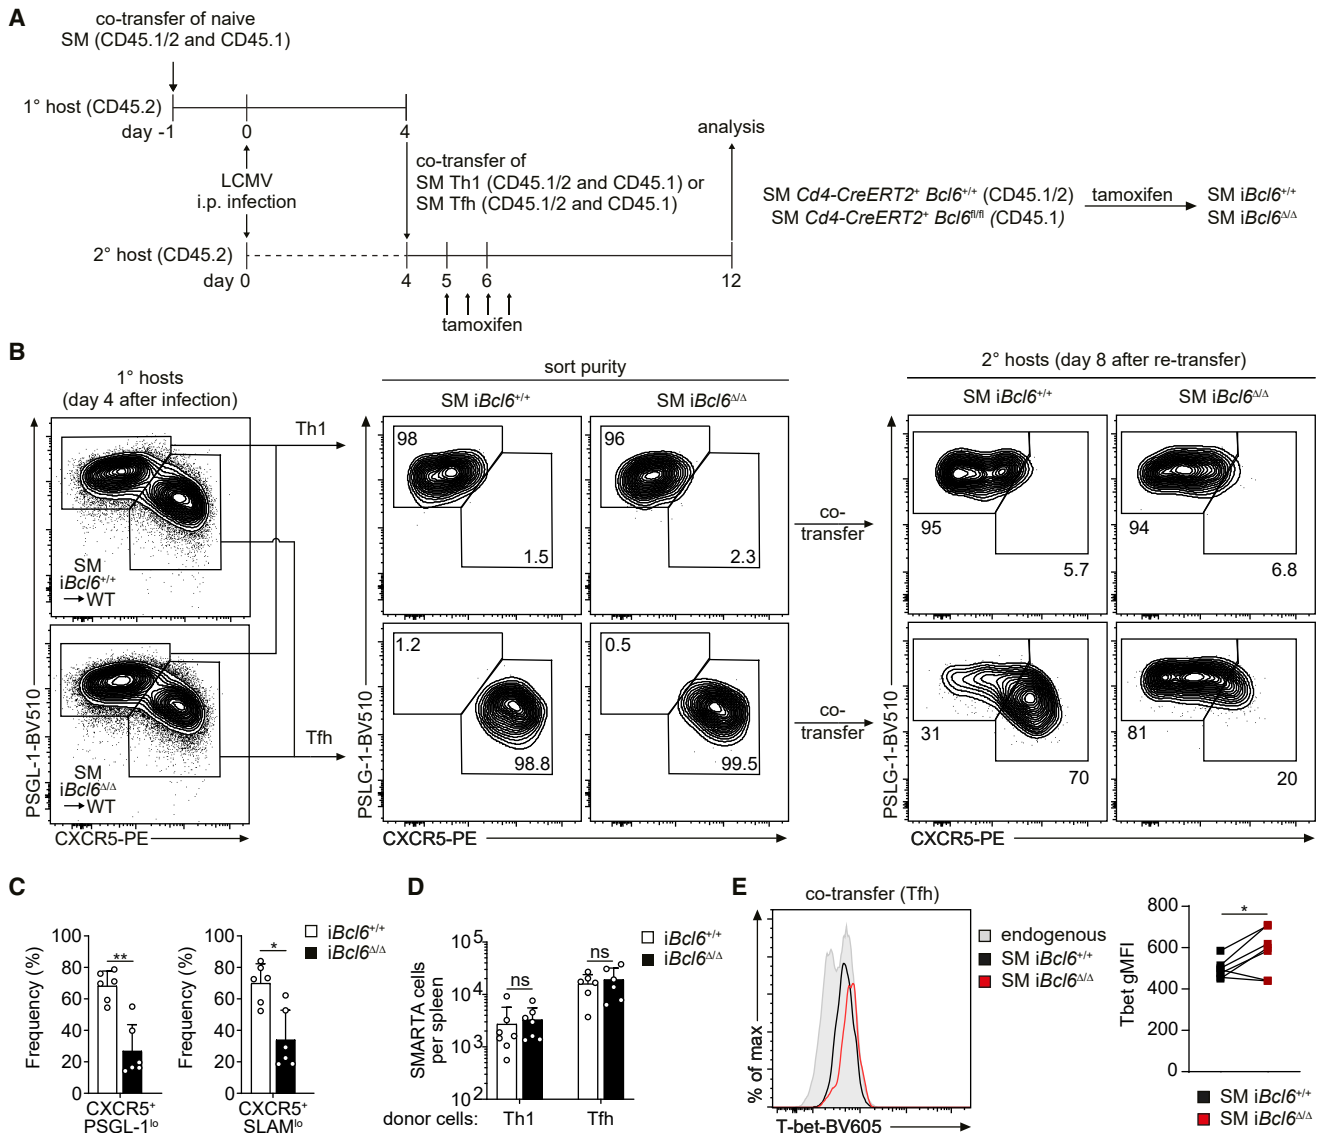 A
co-transfer of naive
SM (CD45.1/2 and CD45.1)
1° host (CD45.2)
day -1
0
4
LCMV
i.p. infection
co-transfer of
SM Th1 (CD45.1/2 and CD45.1) or
SM Tfh (CD45.1/2 and CD45.1)
analysis
2° host (CD45.2)
day 0
4
5
6
12
tamoxifen
SM Cd4-CreERT2+ Bcl6+/+ (CD45.1/2)
SM Cd4-CreERT2+ Bcl6fl/fl (CD45.1)
tamoxifen
SM iBcl6+/+
SM iBcl6Δ/Δ
B
1° hosts
(day 4 after infection)
sort purity
2° hosts (day 8 after re-transfer)
SM iBcl6+/+
SM iBcl6Δ/Δ
SM iBcl6+/+
SM iBcl6Δ/Δ
Th1
SM
iBcl6+/+
→WT
98
1.5
96
2.3
co-
transfer
95
5.7
94
6.8
SM
iBcl6Δ/Δ
→WT
Tfh
1.2
98.8
0.5
99.5
co-
transfer
31
70
81
20
PSGL-1-BV510
PSLG-1-BV510
PSLG-1-BV510
CXCR5-PE
CXCR5-PE
CXCR5-PE
C
Frequency (%)
100
80
60
40
20
0
**
CXCR5+
PSGL-1lo
Frequency (%)
100
80
60
40
20
0
*
CXCR5+
SLAMlo
iBcl6+/+
iBcl6Δ/Δ
D
SMARTA cells
per spleen
105
104
103
102
ns
ns
iBcl6+/+
iBcl6Δ/Δ
donor cells:
Th1
Tfh
E
co-transfer (Tfh)
% of max
T-bet-BV605
endogenous
SM iBcl6+/+
SM iBcl6Δ/Δ
Tbet gMFI
800
600
400
200
0
*
SM iBcl6+/+
SM iBcl6Δ/Δ